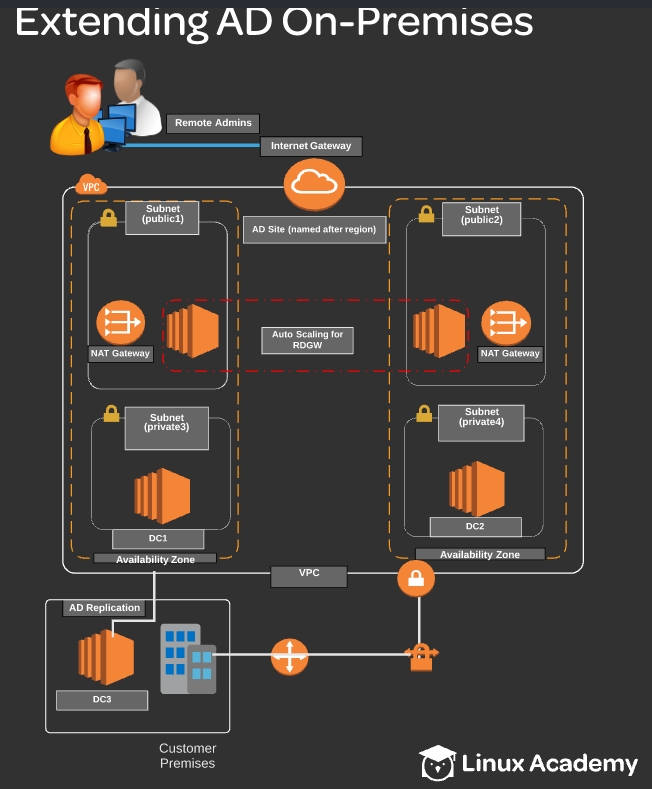 Extending AD On-Premises
Remote Admins
Internet Gateway
VPC
Subnet
(public1)
Subnet
(public2)
AD Site (named after region)
Auto Scaling for
RDGW
NAT Gateway
NAT Gateway
Subnet
(private3)
Subnet
(private4)
DC1
DC2
Availability Zone
Availability Zone
VPC
AD Replication
DC3
Customer
Premises
Linux Academy